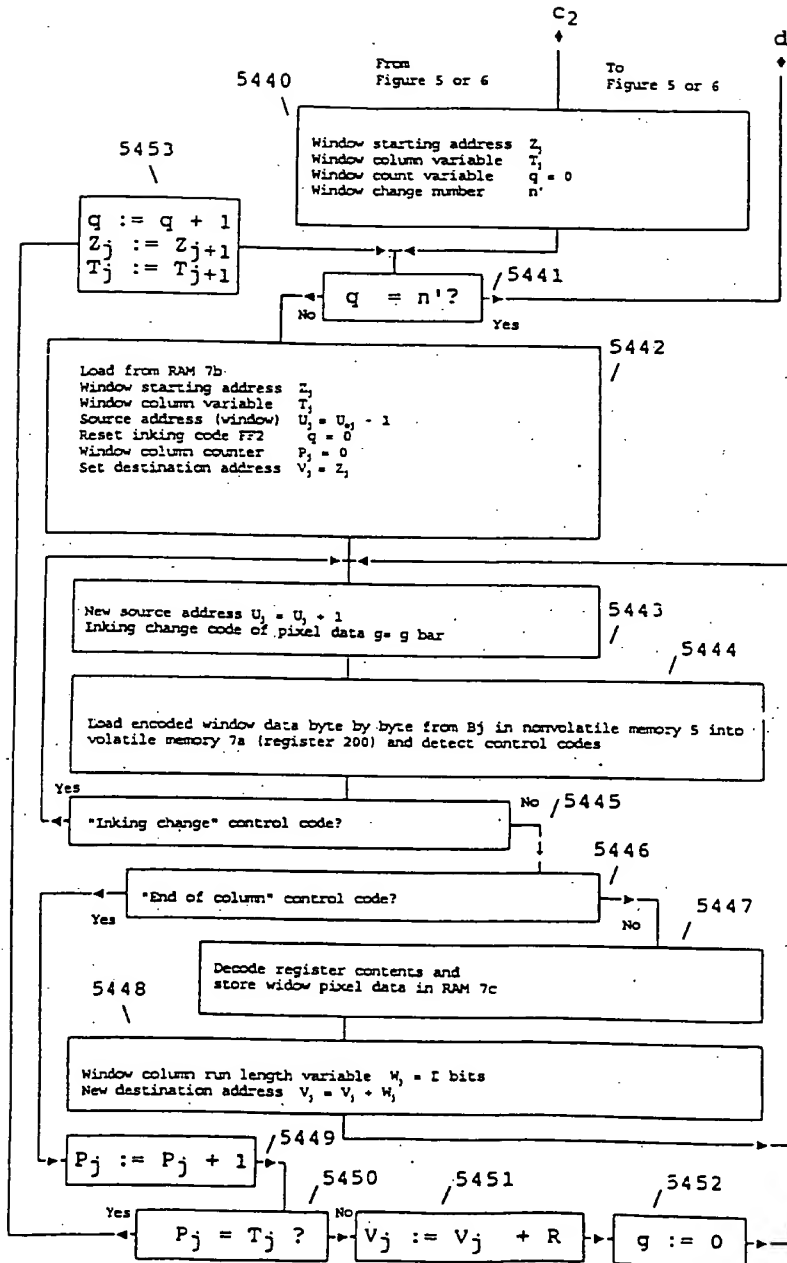 c2
d
From
Figure 5 or 6
To
Figure 5 or 6
5440
Window starting address Zj
Window column variable Tj
Window count variable q = 0
Window change number n'
5453
q := q + 1
Zj := Zj+1
Tj := Tj+1
5441
q = n'?
No
Yes
5442
Load from RAM 7b
Window starting address Zj
Window column variable Tj
Source address (window) Uj = Uoj - 1
Reset inking code FF2 q = 0
Window column counter Pj = 0
Set destination address Vj = Zj
5443
New source address Uj = Uj + 1
Inking change code of pixel data g= g bar
5444
Load encoded window data byte by byte from Bj in nonvolatile memory 5 into
volatile memory 7a (register 200) and detect control codes
Yes
No
5445
"Inking change" control code?
5446
"End of column" control code?
Yes
No
5447
Decode register contents and
store widow pixel data in RAM 7c
5448
Window column run length variable Wj = Σ bits
New destination address Vj = Vj + Wj
5449
Pj := Pj + 1
5450
Yes
Pj = Tj ?
No
5451
Vj := Vj + R
5452
g := 0